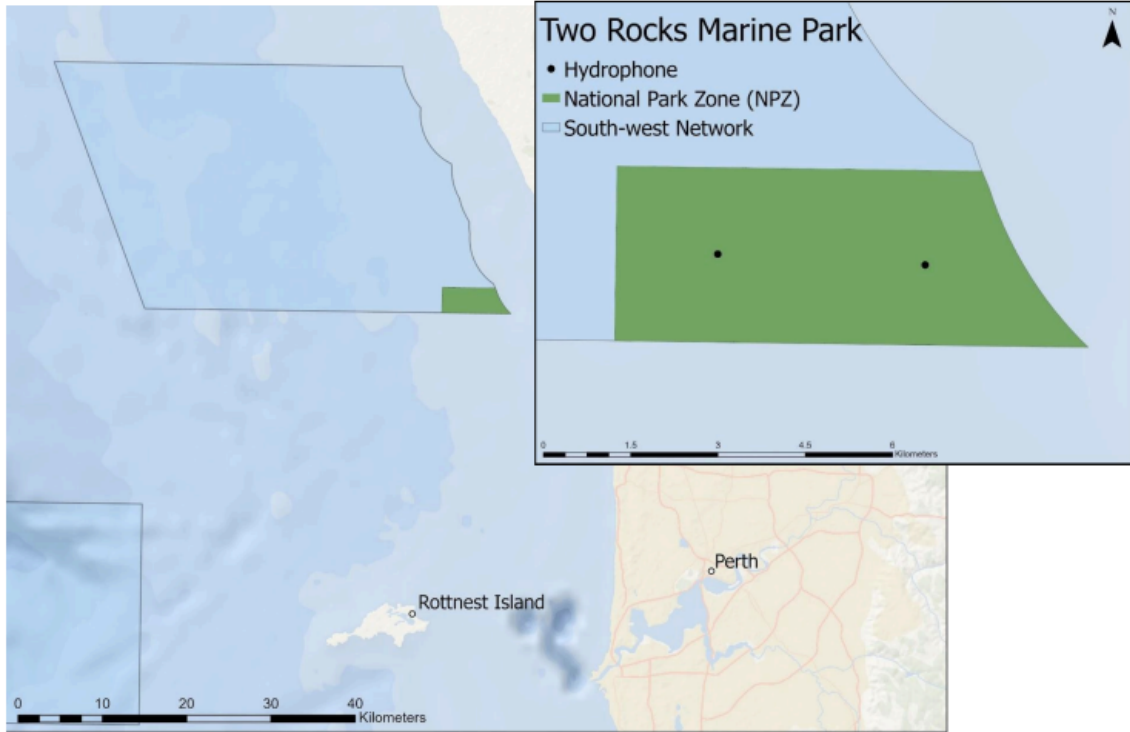 Two Rocks Marine Park
Hydrophone
National Park Zone (NPZ)
South-west Network
N
0 1.5 3 4.5 6
Kilometers
Perth
Rottnest Island
0 10 20 30 40
Kilometers